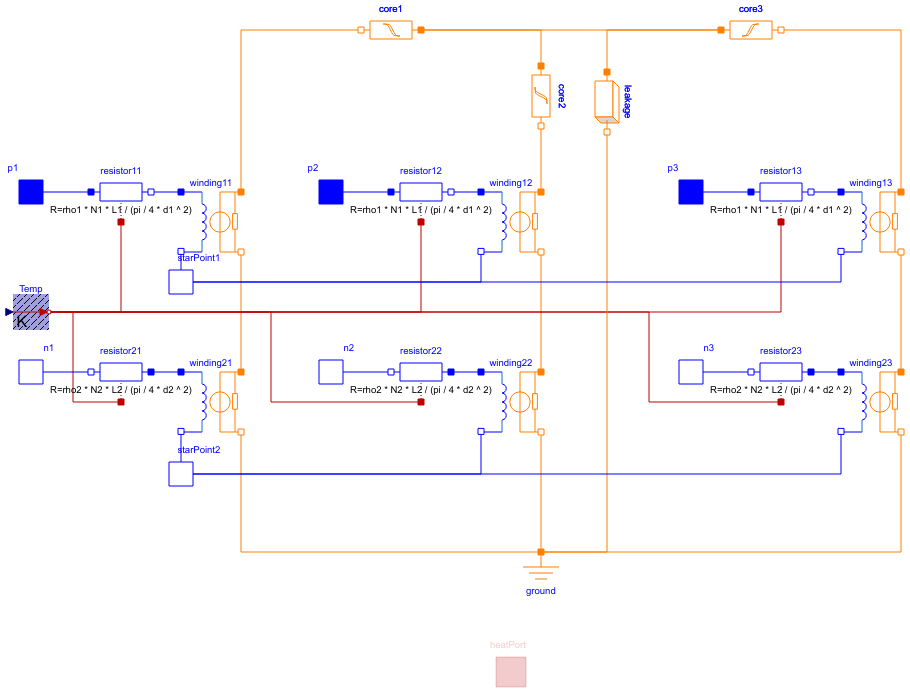 core1
core3
core2
leakage
p1
resistor11
winding11
R=rho1 * N1 * L1 / (pi / 4 * d1 ^ 2)
p2
resistor12
winding12
R=rho1 * N1 * L1 / (pi / 4 * d1 ^ 2)
p3
resistor13
winding13
R=rho1 * N1 * L1 / (pi / 4 * d1 ^ 2)
starPoint1
Temp
K
n1
resistor21
winding21
R=rho2 * N2 * L2 / (pi / 4 * d2 ^ 2)
n2
resistor22
winding22
R=rho2 * N2 * L2 / (pi / 4 * d2 ^ 2)
n3
resistor23
winding23
R=rho2 * N2 * L2 / (pi / 4 * d2 ^ 2)
starPoint2
ground
heatPort